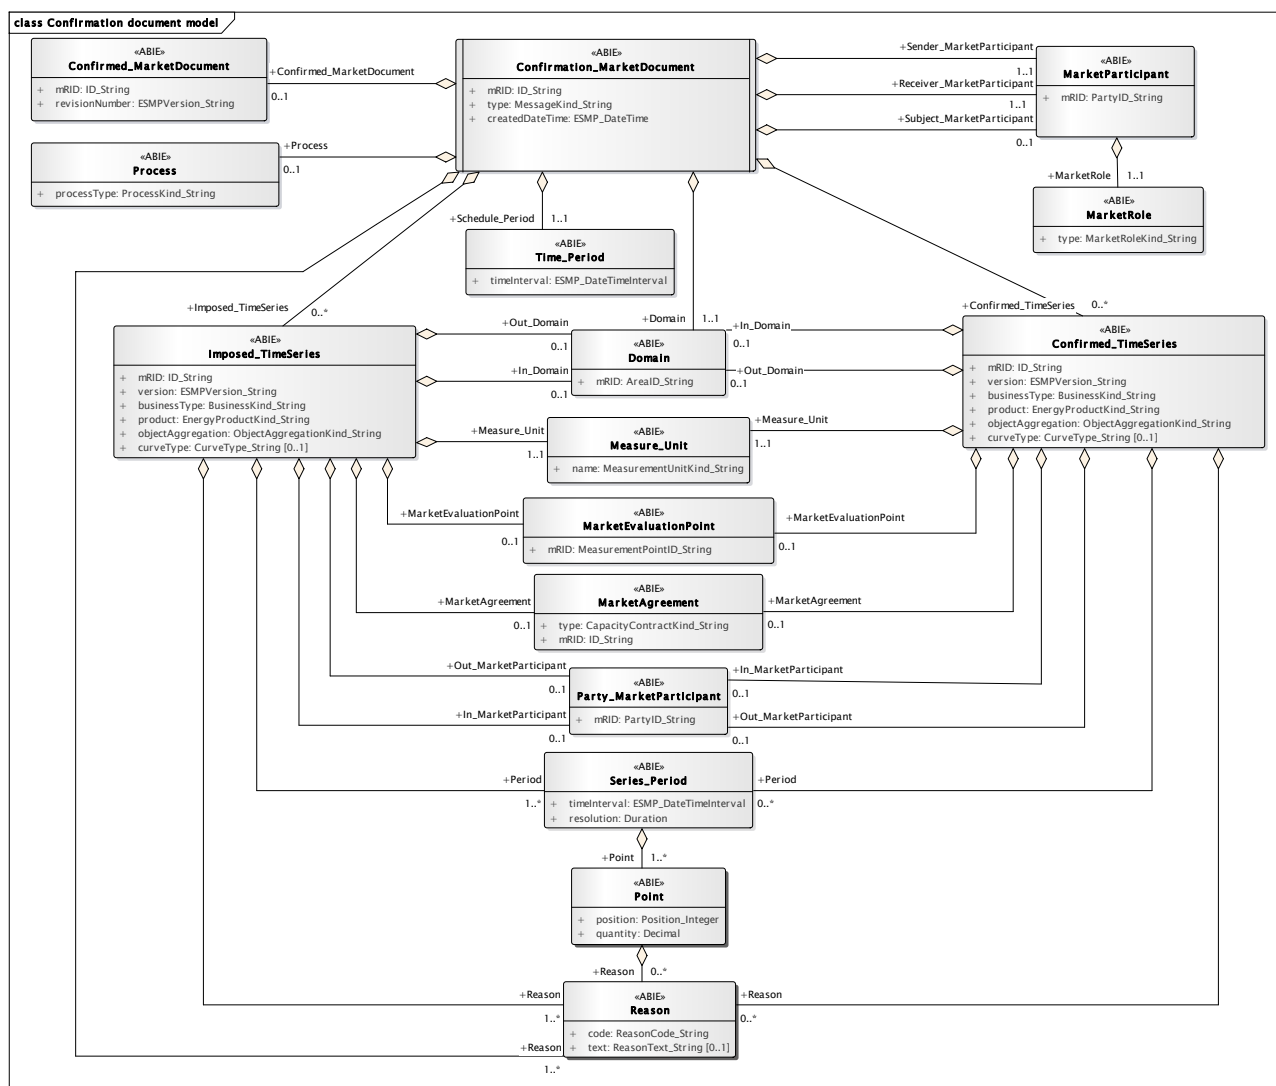 class Confirmation document model
«ABIE»
Confirmed_MarketDocument
+ mRID: ID_String
+ revisionNumber: ESMPVersion_String
+Confirmed_MarketDocument
0..1
«ABIE»
Confirmation_MarketDocument
+ mRID: ID_String
+ type: MessageKind_String
+ createdDateTime: ESMP_DateTime
+Sender_MarketParticipant
1..1
+Receiver_MarketParticipant
1..1
+Subject_MarketParticipant
0..1
«ABIE»
MarketParticipant
+ mRID: PartyID_String
«ABIE»
Process
+ processType: ProcessKind_String
+Process
0..1
+MarketRole
1..1
«ABIE»
MarketRole
+ type: MarketRoleKind_String
+Schedule_Period
1..1
«ABIE»
Time_Period
+ timeInterval: ESMP_DateTimeInterval
+Imposed_TimeSeries
0..*
+Confirmed_TimeSeries
0..*
«ABIE»
Imposed_TimeSeries
+ mRID: ID_String
+ version: ESMPVersion_String
+ businessType: BusinessKind_String
+ product: EnergyProductKind_String
+ objectAggregation: ObjectAggregationKind_String
+ curveType: CurveType_String [0..1]
+Out_Domain
0..1
+In_Domain
0..1
+Domain
1..1
«ABIE»
Domain
+ mRID: AreaID_String
+In_Domain
0..1
+Out_Domain
0..1
«ABIE»
Confirmed_TimeSeries
+ mRID: ID_String
+ version: ESMPVersion_String
+ businessType: BusinessKind_String
+ product: EnergyProductKind_String
+ objectAggregation: ObjectAggregationKind_String
+ curveType: CurveType_String [0..1]
+Measure_Unit
1..1
«ABIE»
Measure_Unit
+ name: MeasurementUnitKind_String
+Measure_Unit
1..1
+MarketEvaluationPoint
0..1
«ABIE»
MarketEvaluationPoint
+ mRID: MeasurementPointID_String
+MarketEvaluationPoint
0..1
+MarketAgreement
0..1
«ABIE»
MarketAgreement
+ type: CapacityContractKind_String
+ mRID: ID_String
+MarketAgreement
0..1
+Out_MarketParticipant
0..1
+In_MarketParticipant
0..1
«ABIE»
Party_MarketParticipant
+ mRID: PartyID_String
+In_MarketParticipant
0..1
+Out_MarketParticipant
0..1
+Period
1..*
«ABIE»
Series_Period
+ timeInterval: ESMP_DateTimeInterval
+ resolution: Duration
+Period
0..*
+Point
1..*
«ABIE»
Point
+ position: Position_Integer
+ quantity: Decimal
+Reason
0..*
+Reason
1..*
+Reason
1..*
«ABIE»
Reason
+ code: ReasonCode_String
+ text: ReasonText_String [0..1]
+Reason
0..*